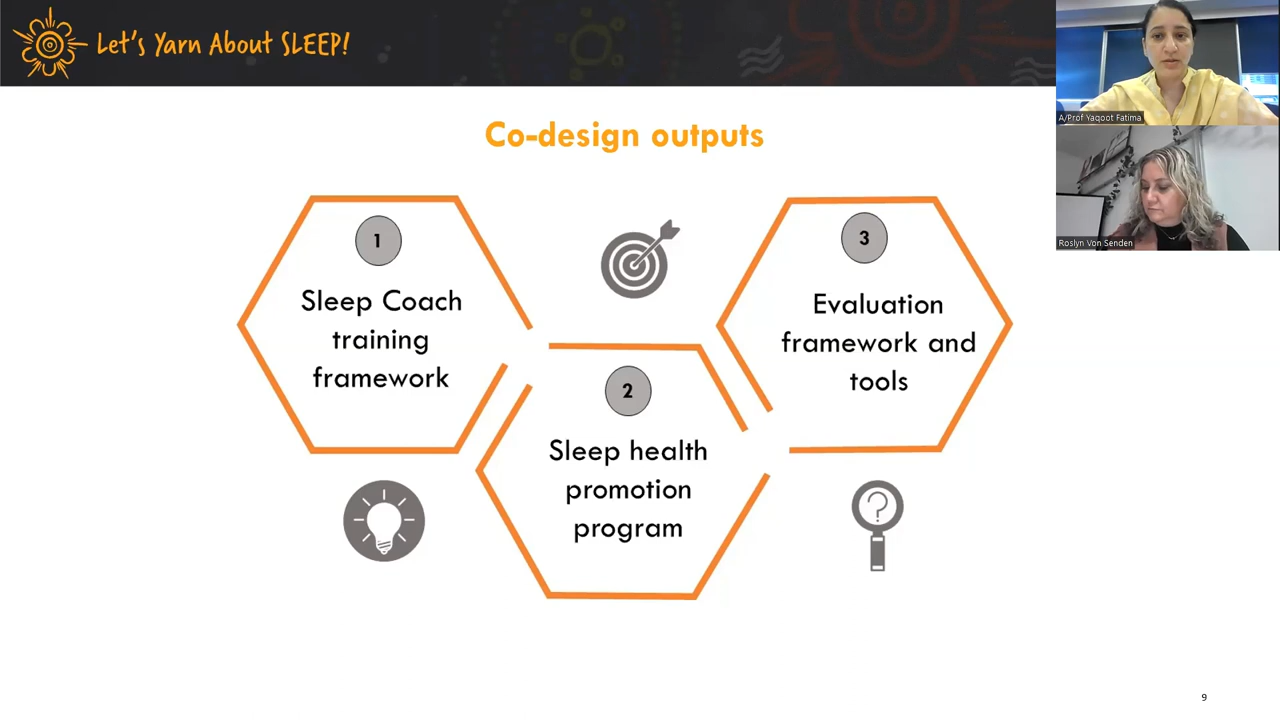 Let's Yarn About SLEEP!
Co-design outputs
1
Sleep Coach
training
framework
2
Sleep health
promotion
program
3
Evaluation
framework and
tools
?
A/Prof Yaqoot Fatima
Roslyn Von Senden
9